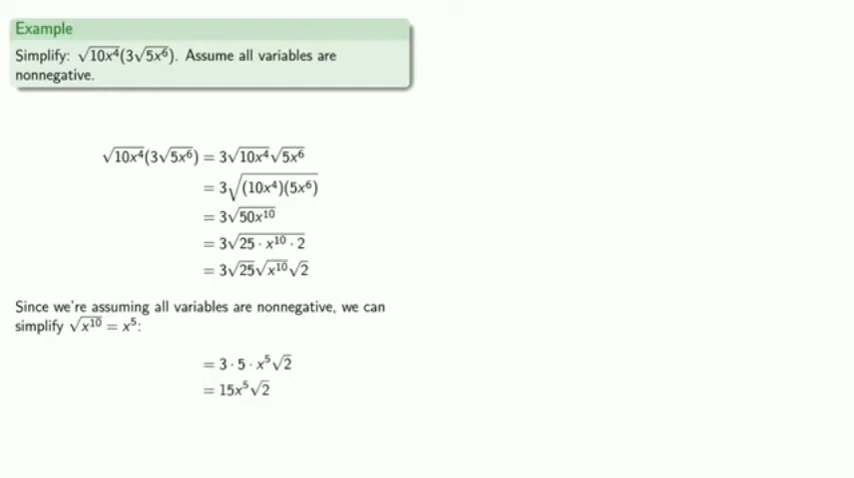 Example
Simplify: √10x⁴(3√5x⁶). Assume all variables are
nonnegative.
√10x⁴(3√5x⁶) = 3√10x⁴√5x⁶
= 3√(10x⁴)(5x⁶)
= 3√50x¹⁰
= 3√25 · x¹⁰ · 2
= 3√25√x¹⁰√2
Since we're assuming all variables are nonnegative, we can
simplify √x¹⁰ = x⁵:
= 3 · 5 · x⁵√2
= 15x⁵√2